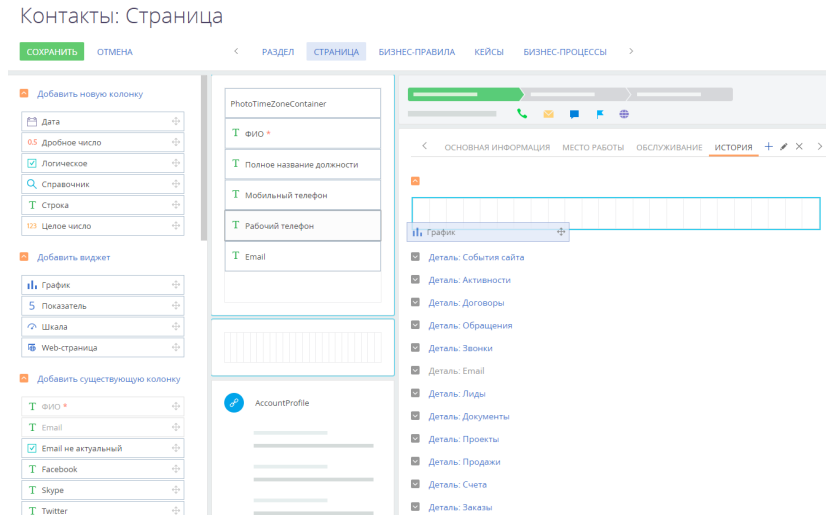 Контакты: Страница
СОХРАНИТЬ ОТМЕНА РАЗДЕЛ СТРАНИЦА БИЗНЕС-ПРАВИЛА КЕЙСЫ БИЗНЕС-ПРОЦЕССЫ
Добавить новую колонку
Дата
0,5 Дробное число
Логическое
Справочник
T Строка
123 Целое число
Добавить виджет
График
5 Показатель
Шкала
Web-страница
Добавить существующую колонку
T ФИО *
T Email
Email не актуальный
T Facebook
T Skype
T Twitter
PhotoTimeZoneContainer
T ФИО *
T Полное название должности
T Мобильный телефон
T Рабочий телефон
T Email
AccountProfile
ОСНОВНАЯ ИНФОРМАЦИЯ МЕСТО РАБОТЫ ОБСЛУЖИВАНИЕ ИСТОРИЯ
График
Деталь: События сайта
Деталь: Активности
Деталь: Договоры
Деталь: Обращения
Деталь: Звонки
Деталь: Email
Деталь: Лиды
Деталь: Документы
Деталь: Проекты
Деталь: Продажи
Деталь: Счета
Деталь: Заказы